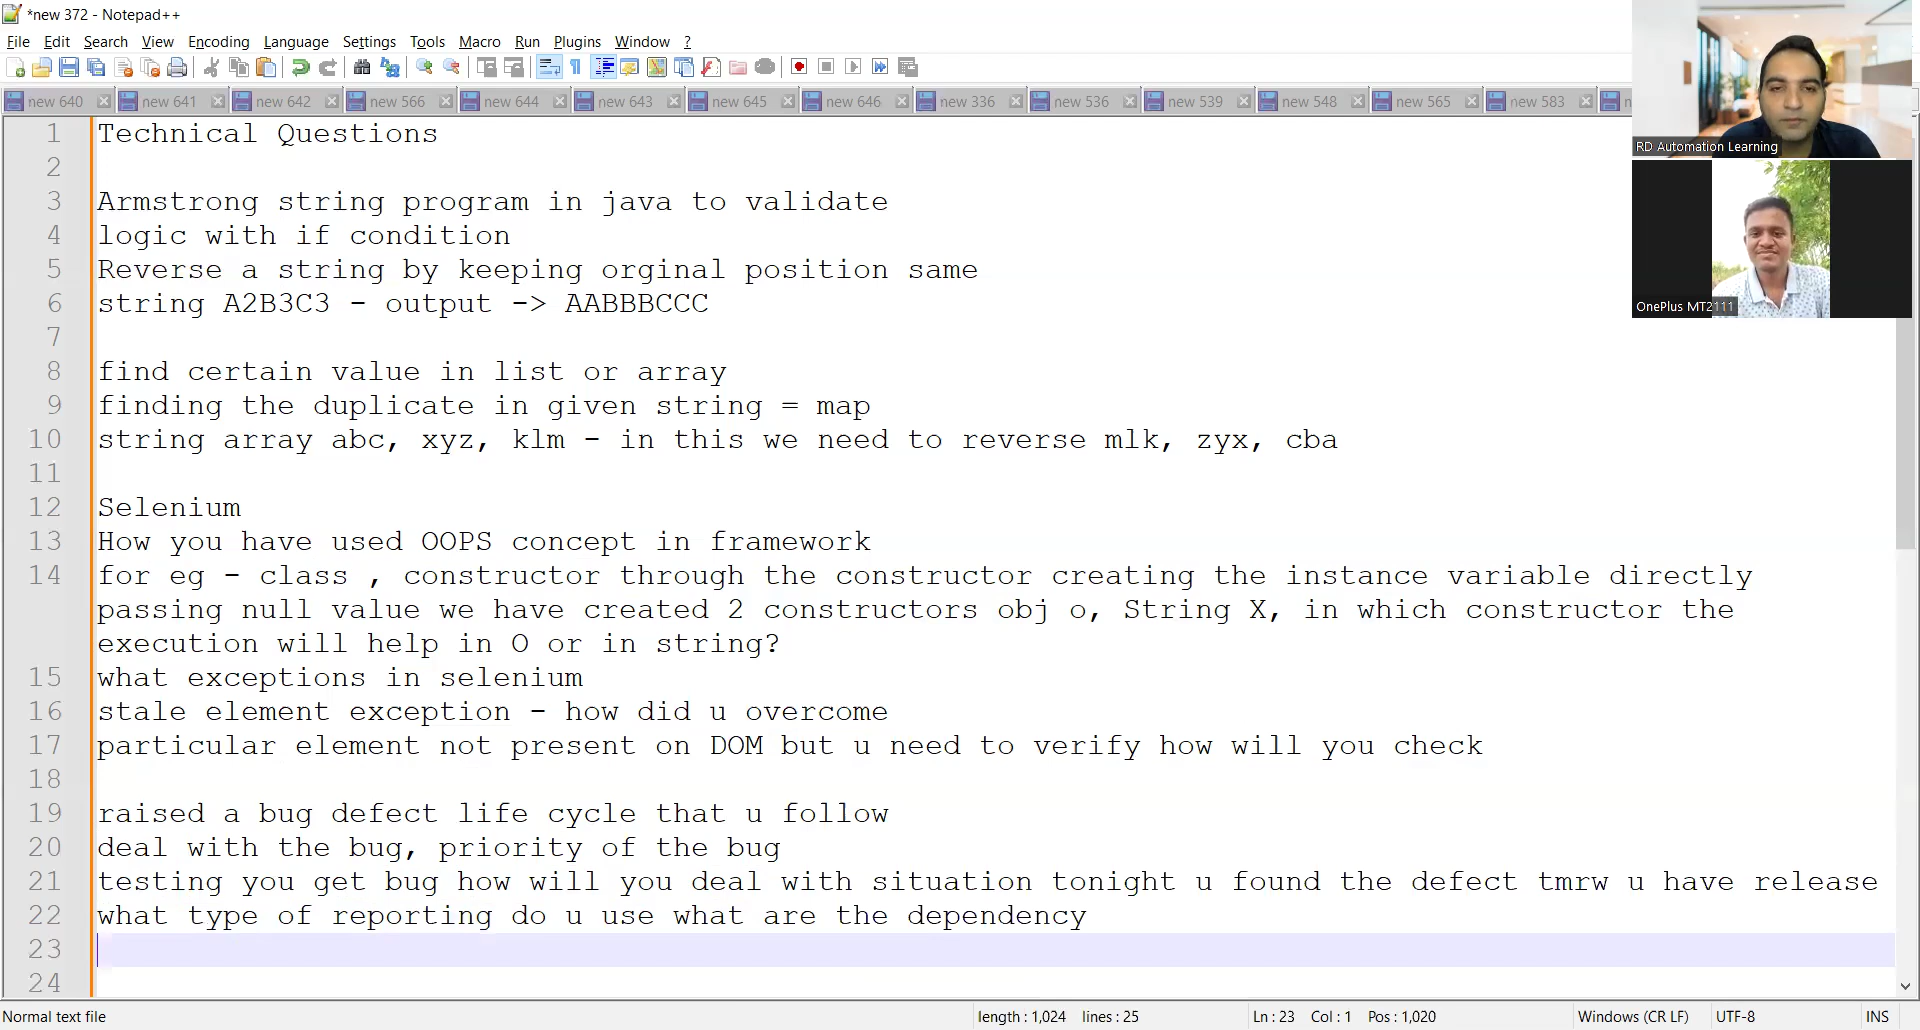 *new 372 - Notepad++
File Edit Search View Encoding Language Settings Tools Macro Run Plugins Window ?
new 640 new 641 new 642 new 566 new 644 new 643 new 645 new 646 new 336 new 536 new 539 new 548 new 565 new 583
RD Automation Learning
OnePlus MT2111
1 Technical Questions
2
3 Armstrong string program in java to validate
4 logic with if condition
5 Reverse a string by keeping orginal position same
6 string A2B3C3 - output -> AABBBCCC
7
8 find certain value in list or array
9 finding the duplicate in given string = map
10 string array abc, xyz, klm - in this we need to reverse mlk, zyx, cba
11
12 Selenium
13 How you have used OOPS concept in framework
14 for eg - class , constructor through the constructor creating the instance variable directly
passing null value we have created 2 constructors obj o, String X, in which constructor the
execution will help in O or in string?
15 what exceptions in selenium
16 stale element exception - how did u overcome
17 particular element not present on DOM but u need to verify how will you check
18
19 raised a bug defect life cycle that u follow
20 deal with the bug, priority of the bug
21 testing you get bug how will you deal with situation tonight u found the defect tmrw u have release
22 what type of reporting do u use what are the dependency
23
24
Normal text file length : 1,024 lines : 25 Ln : 23 Col : 1 Pos : 1,020 Windows (CR LF) UTF-8 INS